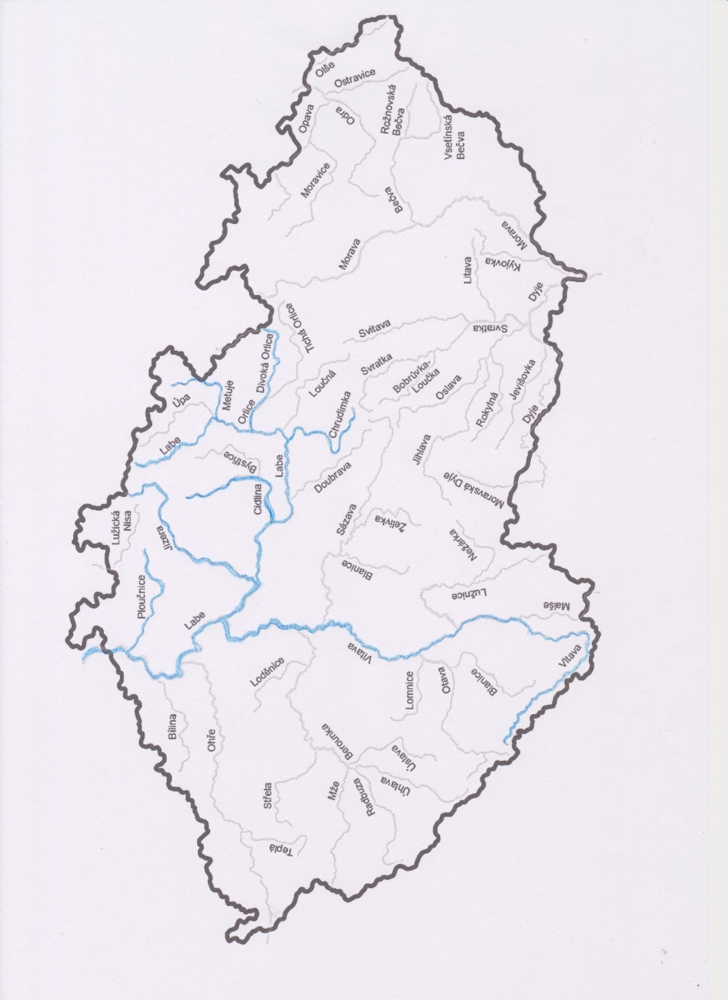 Olše
Ostravice
Opava
Odra
Rožnovská
Bečva
Vsetínská
Bečva
Moravice
Bečva
Morava
Morava
Litava
Kyjovka
Dyje
Tichá Orlice
Svitava
Svratka
Divoká Orlice
Orlice
Metuje
Úpa
Labe
Loučná
Svratka
Bobrůvka-
Loučka
Oslava
Rokytná
Jevišovka
Dyje
Chrudimka
Jihlava
Moravská Dyje
Bystřice
Labe
Doubrava
Cidlina
Lužická
Nisa
Jizera
Sázava
Želivka
Nežárka
Blanice
Lužnice
Malše
Ploučnice
Labe
Vltava
Vltava
Loděnice
Lomnice
Otava
Blanice
Bílina
Ohře
Berounka
Úslava
Úhlava
Radbuza
Mže
Střela
Teplá